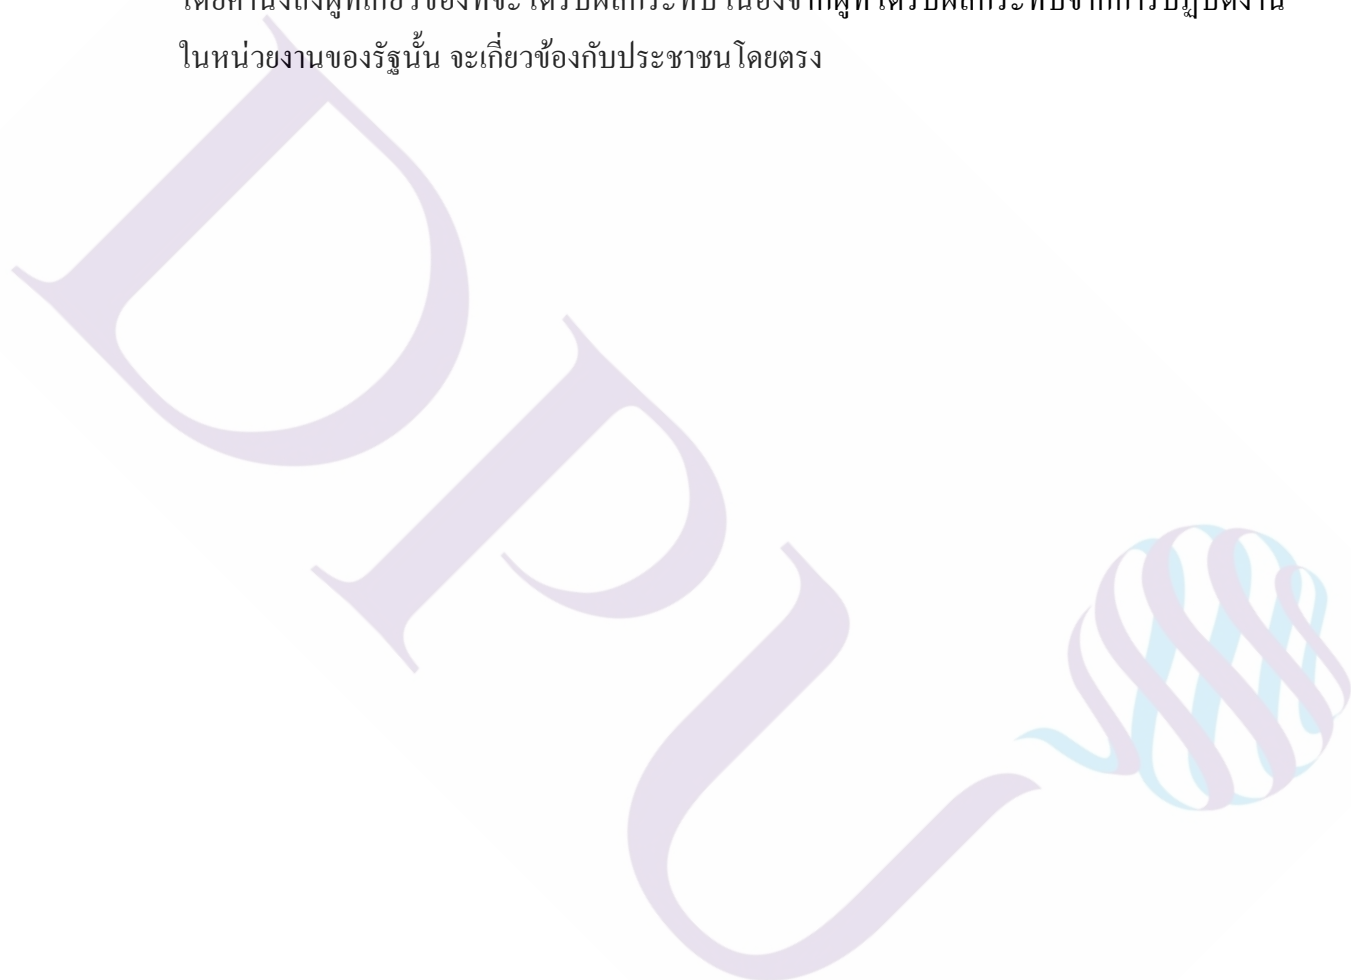 โดยคำนึงถึงผู้ที่เกี่ยวข้องที่จะได้รับผลกระทบ เนื่องจากผู้ที่ได้รับผลกระทบจากการปฏิบัติงาน
ในหน่วยงานของรัฐนั้น จะเกี่ยวข้องกับประชาชนโดยตรง
DPU